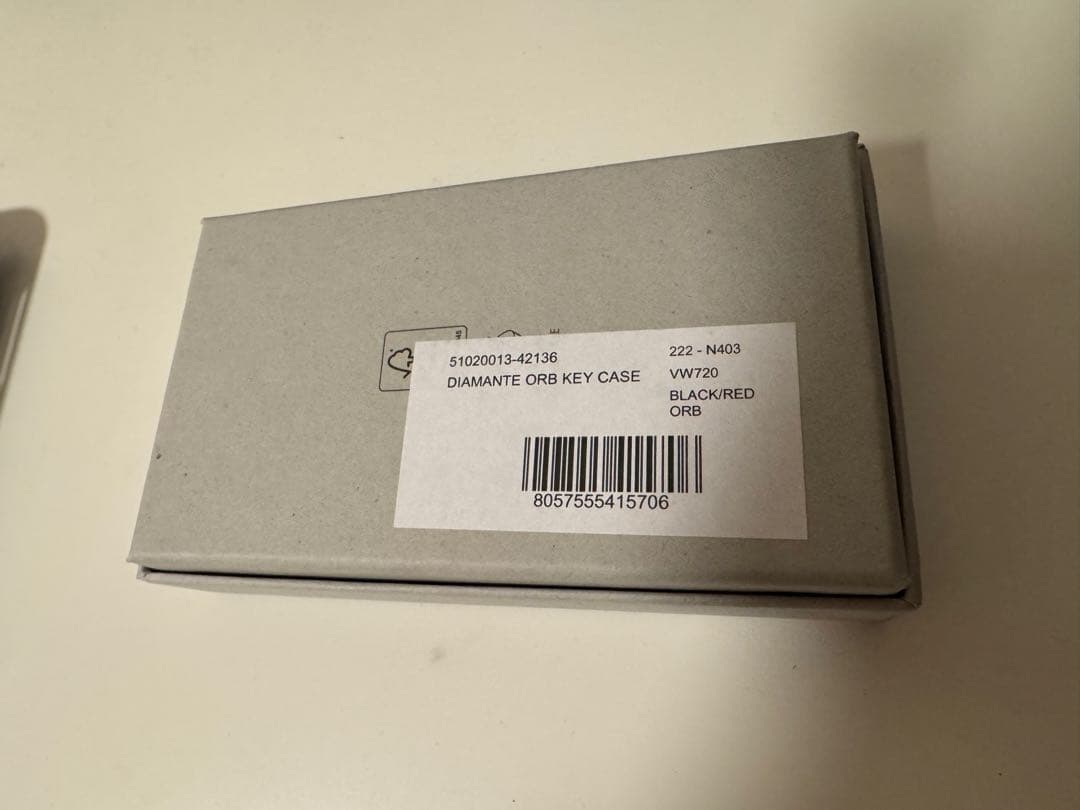 51020013-42136
DIAMANTE ORB KEY CASE
222 - N403
VW720
BLACK/RED
ORB
8057555415706